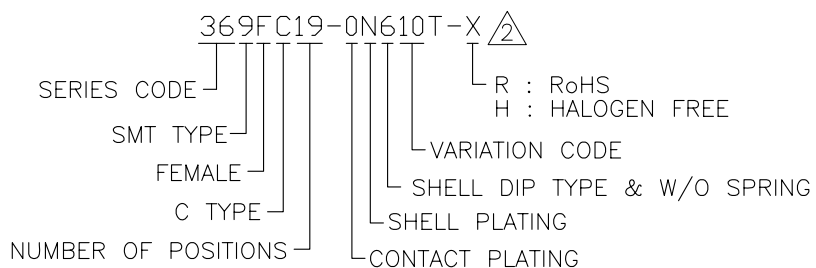 369FC19-0N610T-X 2
SERIES CODE
R : RoHS
H : HALOGEN FREE
SMT TYPE
VARIATION CODE
FEMALE
SHELL DIP TYPE & W/O SPRING
C TYPE
SHELL PLATING
NUMBER OF POSITIONS
CONTACT PLATING